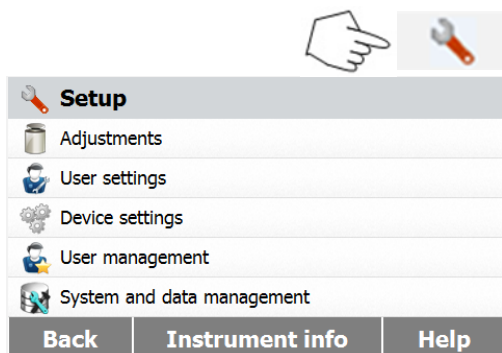 Setup
Adjustments
User settings
Device settings
User management
System and data management
Back Instrument info Help